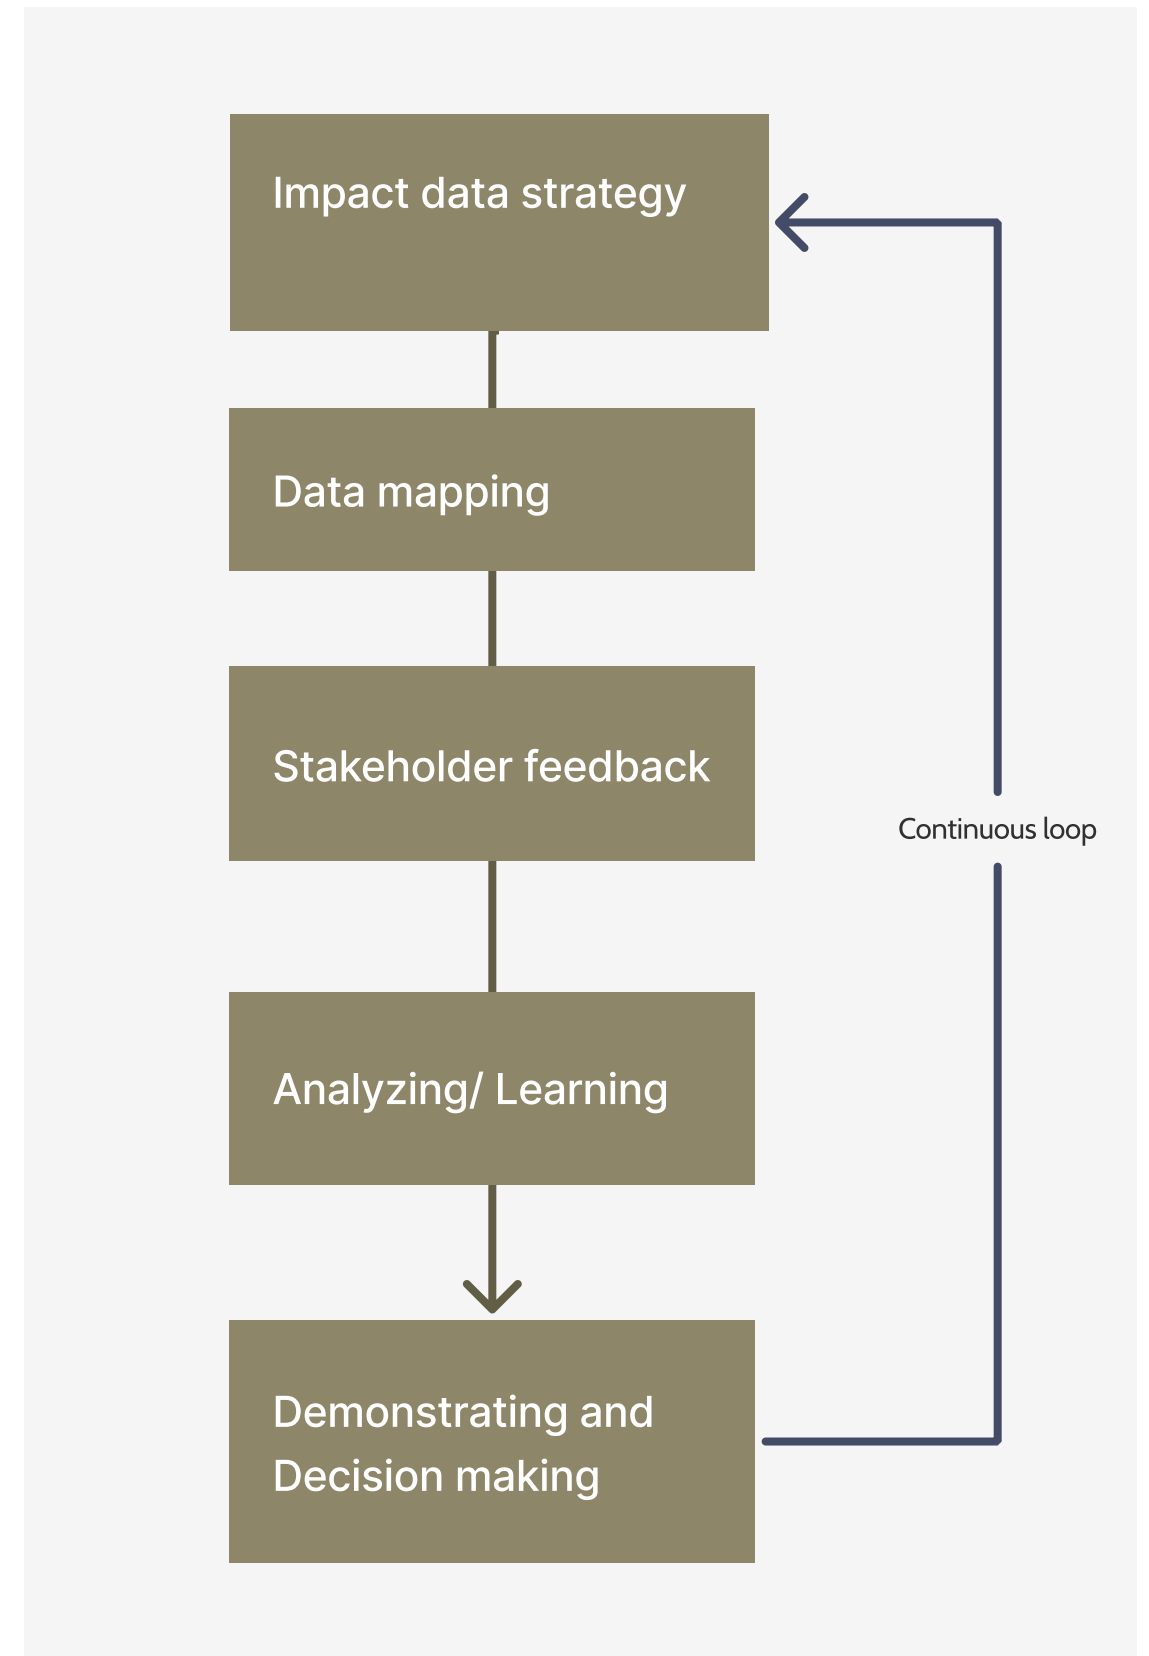 Impact data strategy
Data mapping
Stakeholder feedback
Continuous loop
Analyzing/ Learning
Demonstrating and
Decision making